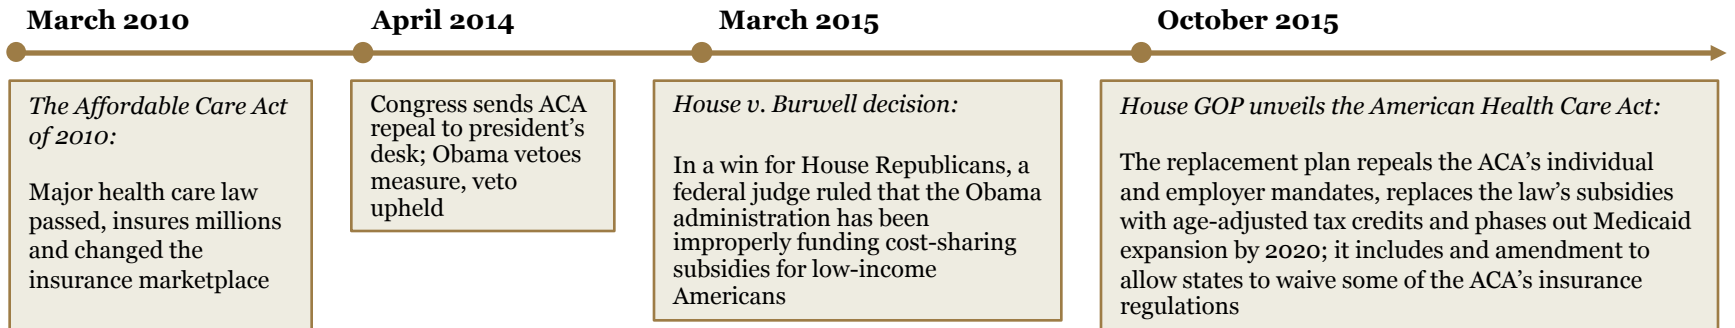 March 2010
April 2014
March 2015
October 2015
The Affordable Care Act
of 2010:
Major health care law
passed, insures millions
and changed the
insurance marketplace
Congress sends ACA
repeal to president's
desk; Obama vetoes
measure, veto
upheld
House v. Burwell decision:
In a win for House Republicans, a
federal judge ruled that the Obama
administration has been
improperly funding cost-sharing
subsidies for low-income
Americans
House GOP unveils the American Health Care Act:
The replacement plan repeals the ACA's individual
and employer mandates, replaces the law's subsidies
with age-adjusted tax credits and phases out Medicaid
expansion by 2020; it includes and amendment to
allow states to waive some of the ACA's insurance
regulations